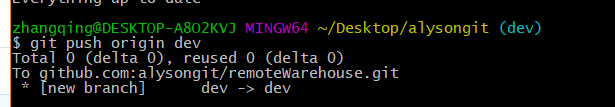 Everything up-to-date
zhangqing@DESKTOP-A8O2KVJ MINGW64 ~/Desktop/alysongit (dev)
$ git push origin dev
Total 0 (delta 0), reused 0 (delta 0)
To github.com:alysongit/remoteWarehouse.git
 * [new branch]      dev -> dev